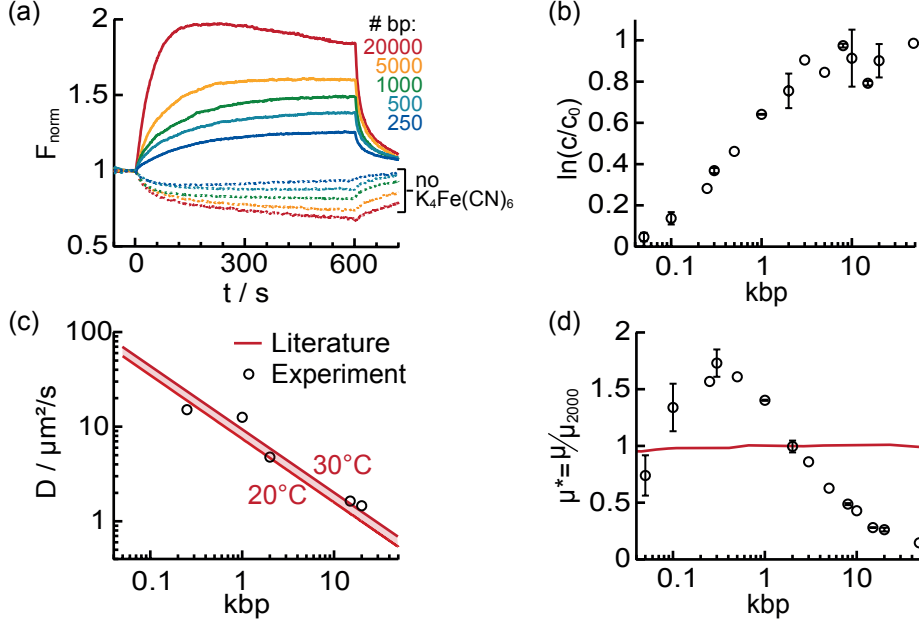 (a)
2
1.5
1
0.5
F_norm
# bp:
20000
5000
1000
500
250
no
K₄Fe(CN)₆
0
300
600
t / s
(b)
1
0.8
0.6
0.4
0.2
0
ln(c/c₀)
0.1
1
10
kbp
(c)
100
10
1
D / μm²/s
Literature
Experiment
30°C
20°C
0.1
1
10
kbp
(d)
2
1.5
1
0.5
0
μ*= μ/μ₂₀₀₀
0.1
1
10
kbp